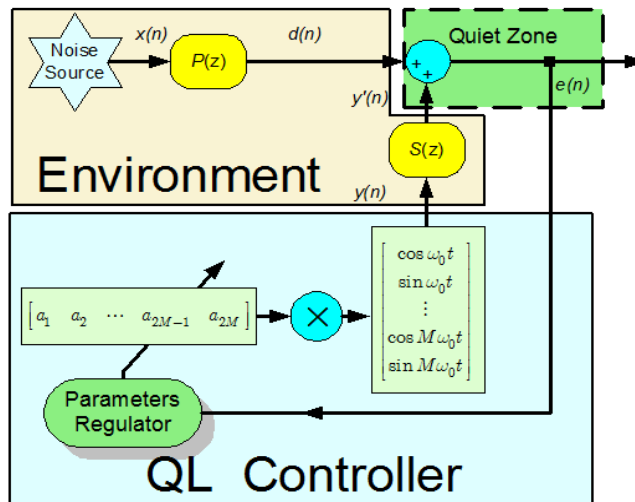 Noise
Source
x(n)
P(z)
d(n)
Quiet Zone
+
+
e(n)
y'(n)
S(z)
Environment
y(n)
cos ω₀t
sin ω₀t
⋮
cos Mω₀t
sin Mω₀t
[a₁ a₂ ⋯ a₂M₋₁ a₂M]
×
Parameters
Regulator
QL Controller